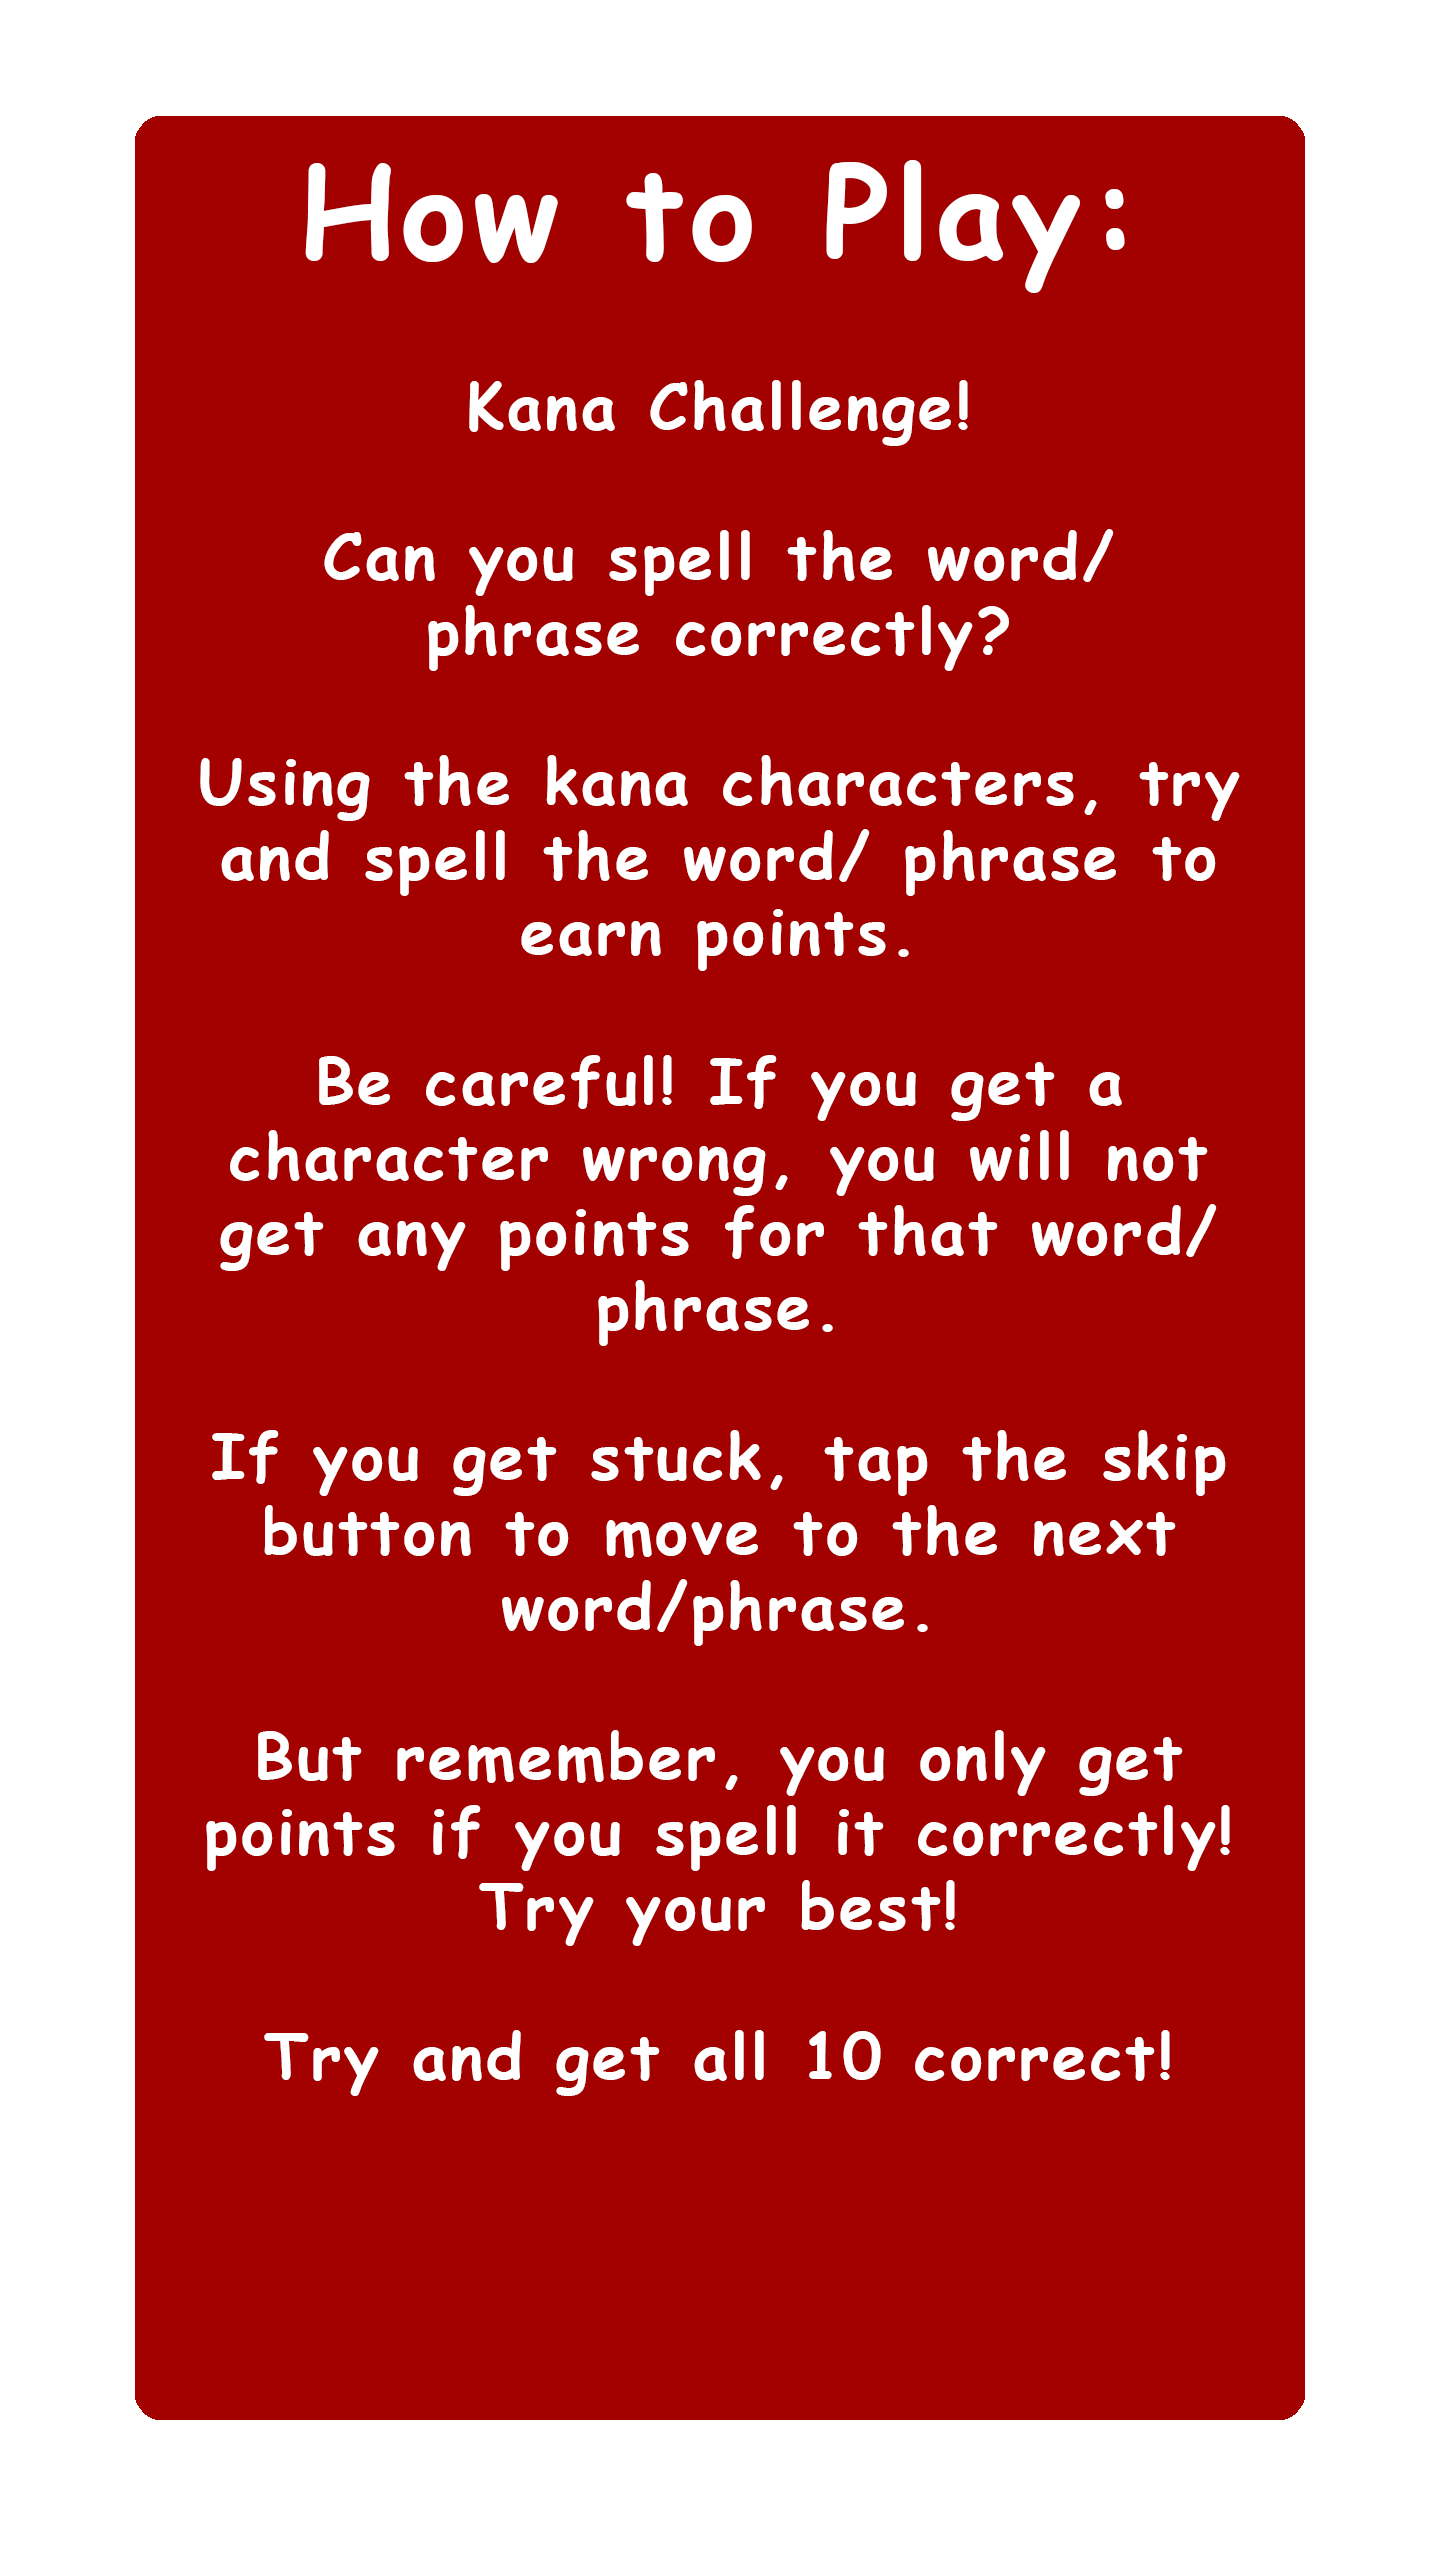 How to Play:
Kana Challenge!
Can you spell the word/
phrase correctly?
Using the kana characters, try
and spell the word/ phrase to
earn points.
Be careful! If you get a
character wrong, you will not
get any points for that word/
phrase.
If you get stuck, tap the skip
button to move to the next
word/phrase.
But remember, you only get
points if you spell it correctly!
Try your best!
Try and get all 10 correct!